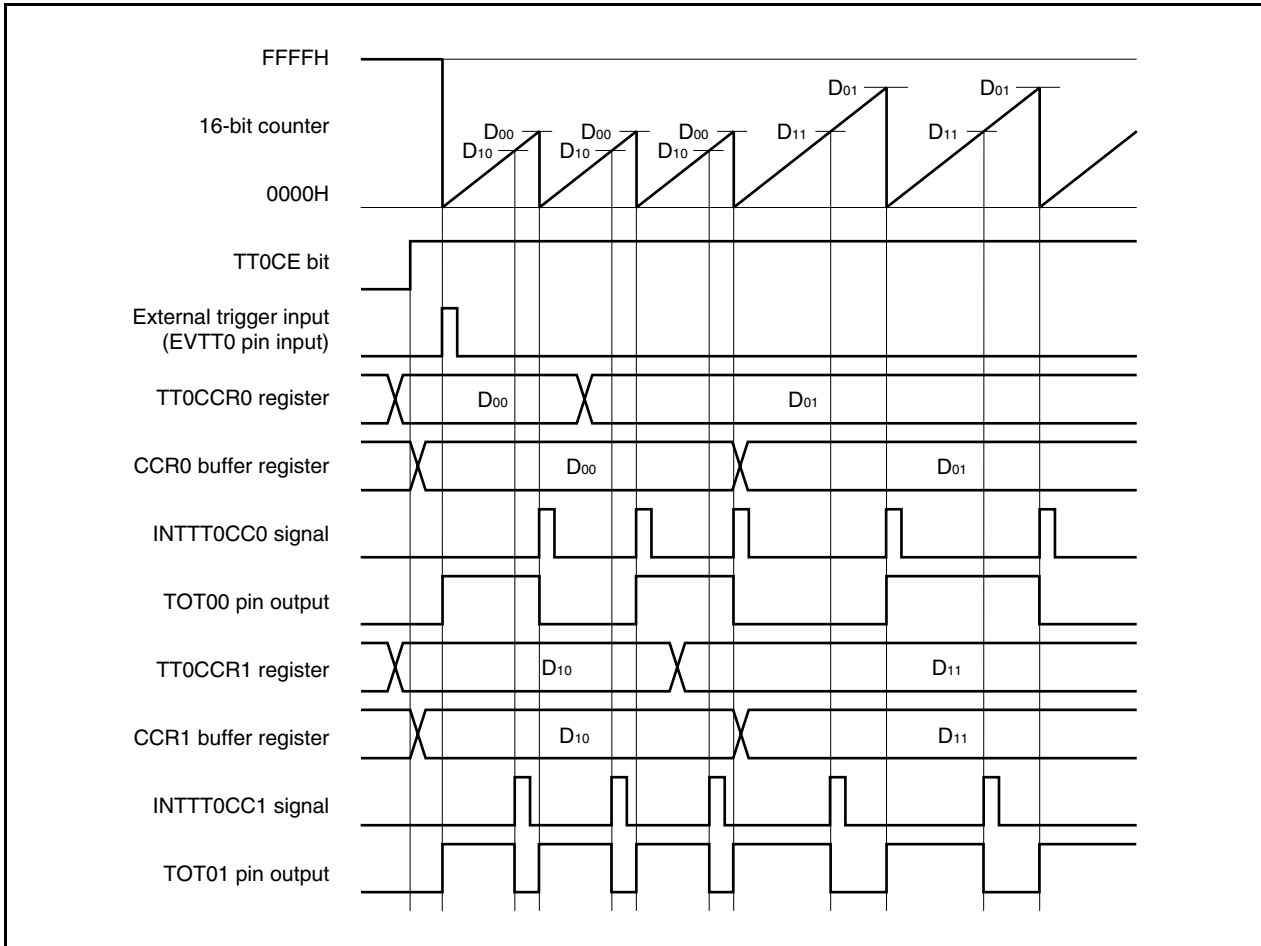 FFFFH
16-bit counter
0000H
D01 D01
D00 D00 D00 D11 D11
D10 D10 D10
TT0CE bit
External trigger input
(EVTT0 pin input)
TT0CCR0 register D00 D01
CCR0 buffer register D00 D01
INTTT0CC0 signal
TOT00 pin output
TT0CCR1 register D10 D11
CCR1 buffer register D10 D11
INTTT0CC1 signal
TOT01 pin output